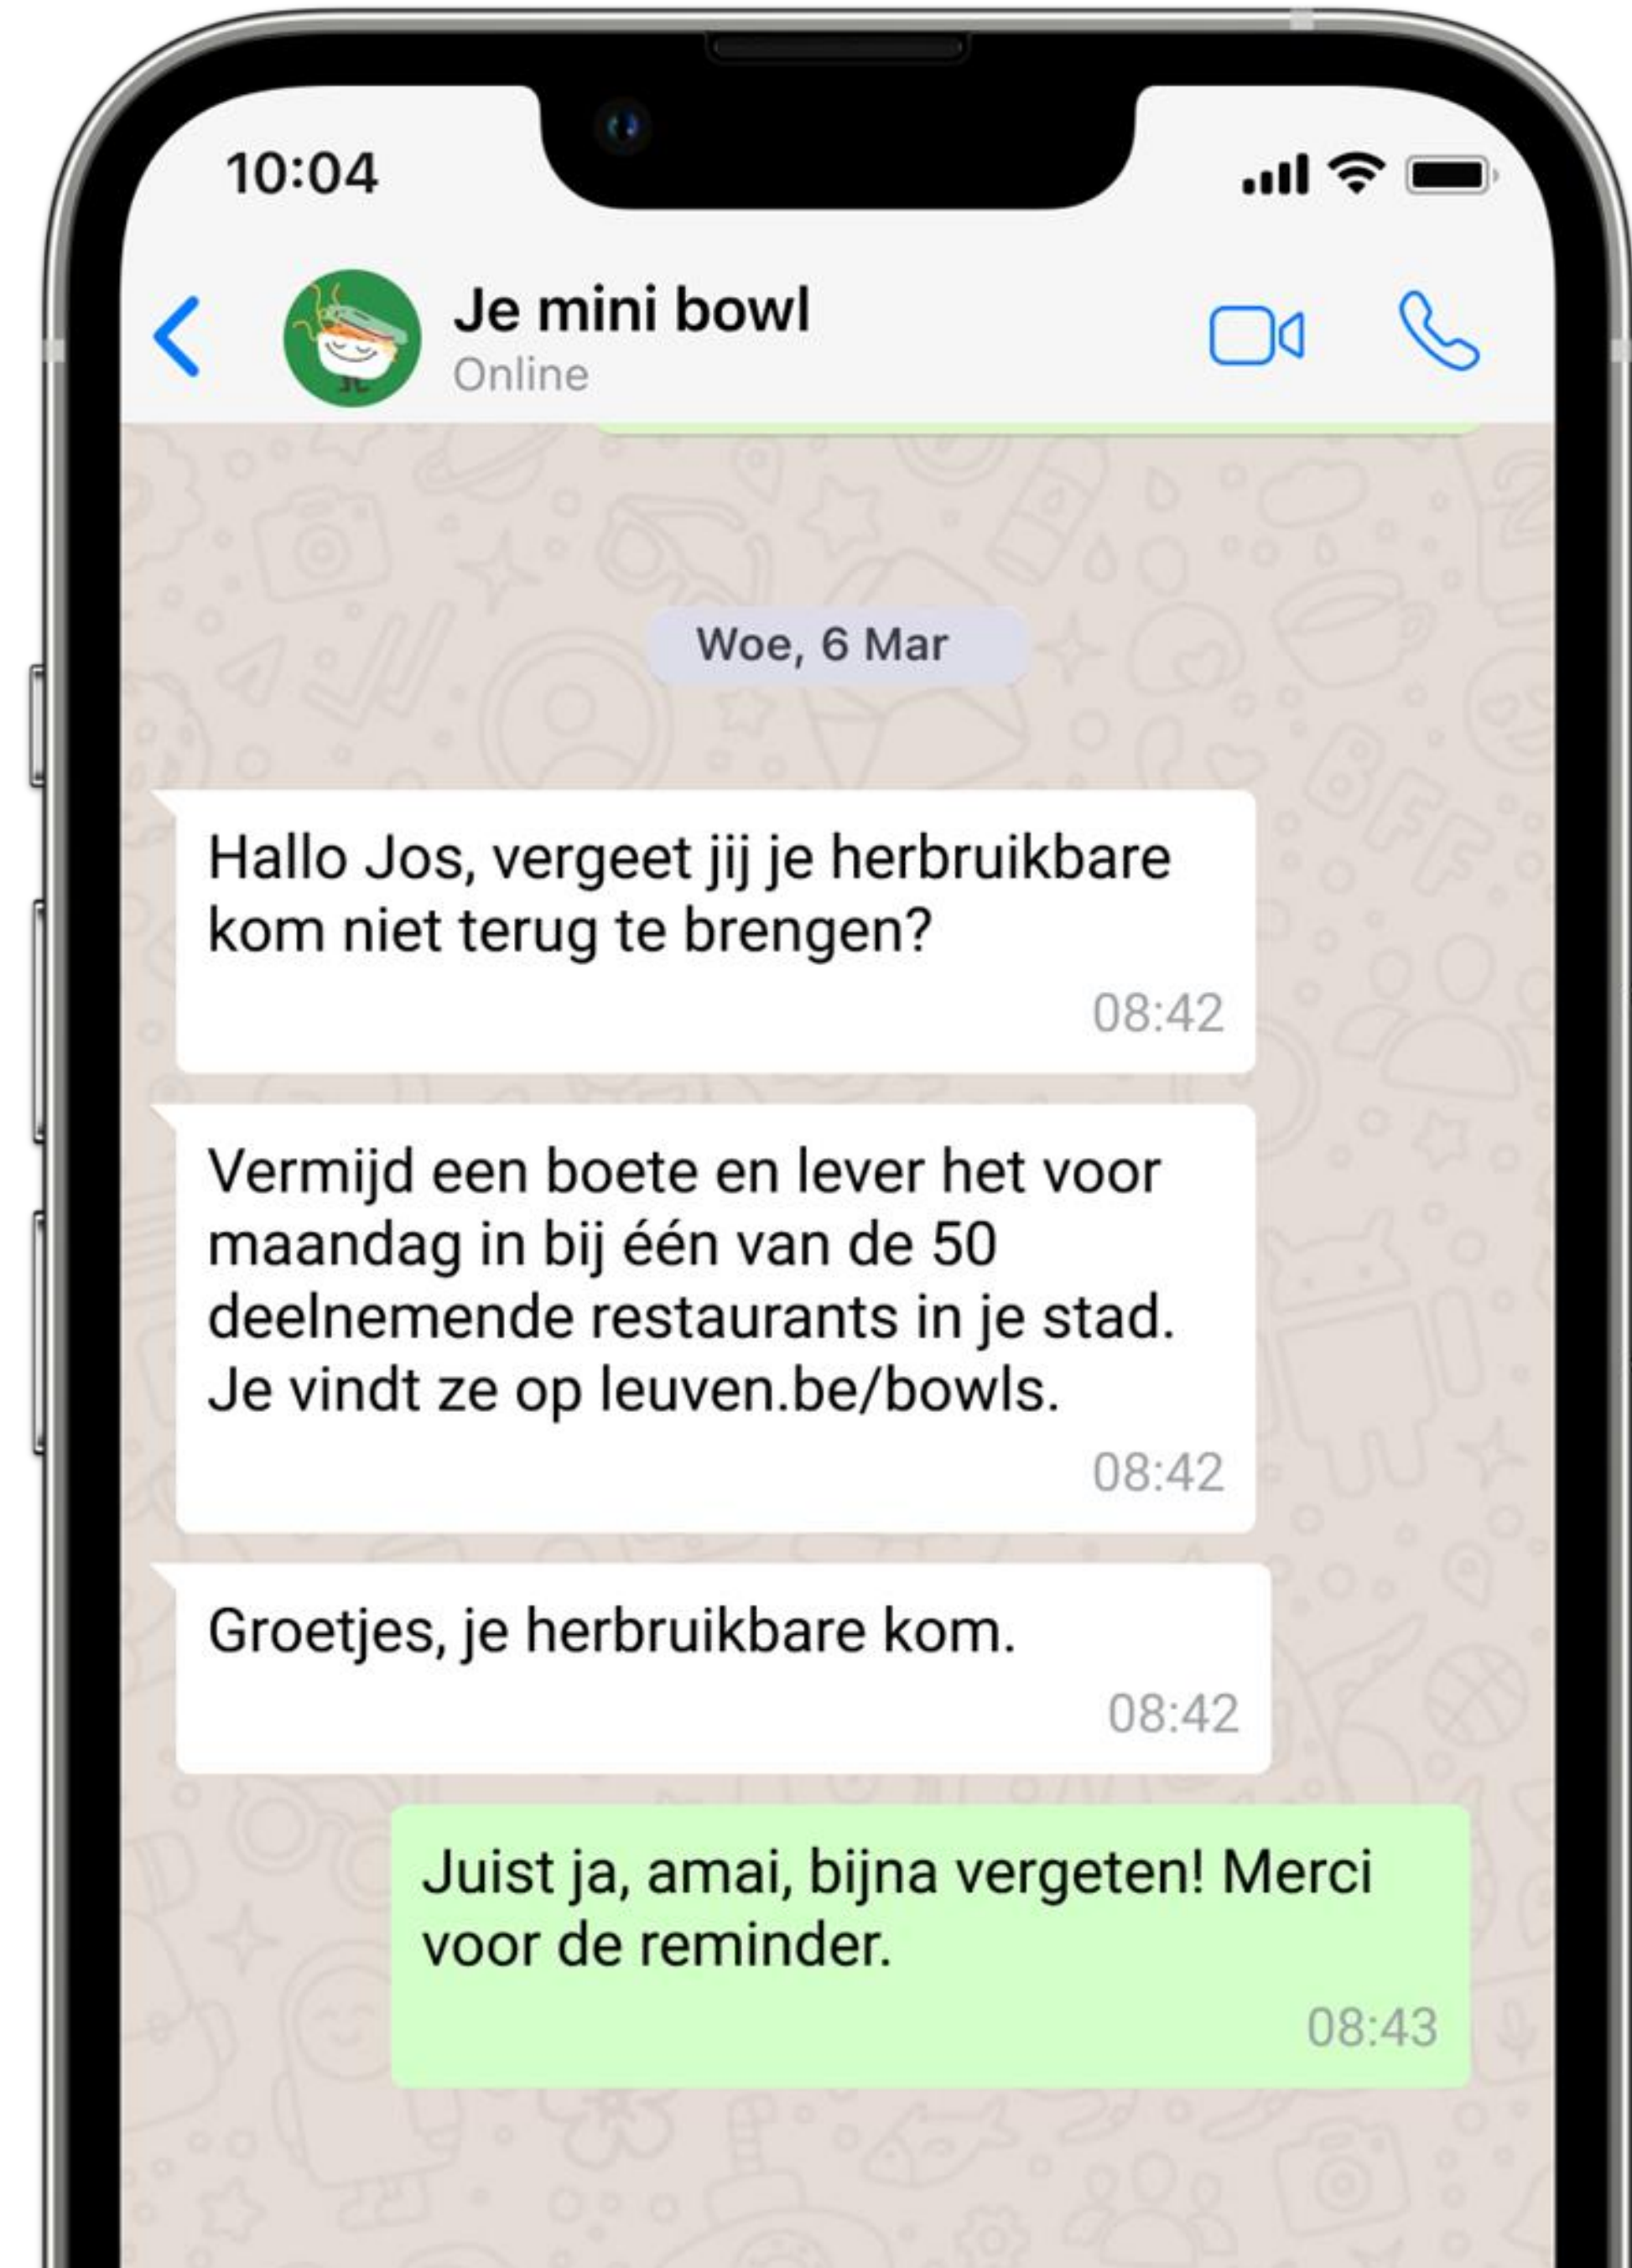 10:04
Je mini bowl
Online
Woe, 6 Mar
Hallo Jos, vergeet jij je herbruikbare
kom niet terug te brengen?
08:42
Vermijd een boete en lever het voor
maandag in bij één van de 50
deelnemende restaurants in je stad.
Je vindt ze op leuven.be/bowls.
08:42
Groetjes, je herbruikbare kom.
08:42
Juist ja, amai, bijna vergeten! Merci
voor de reminder.
08:43